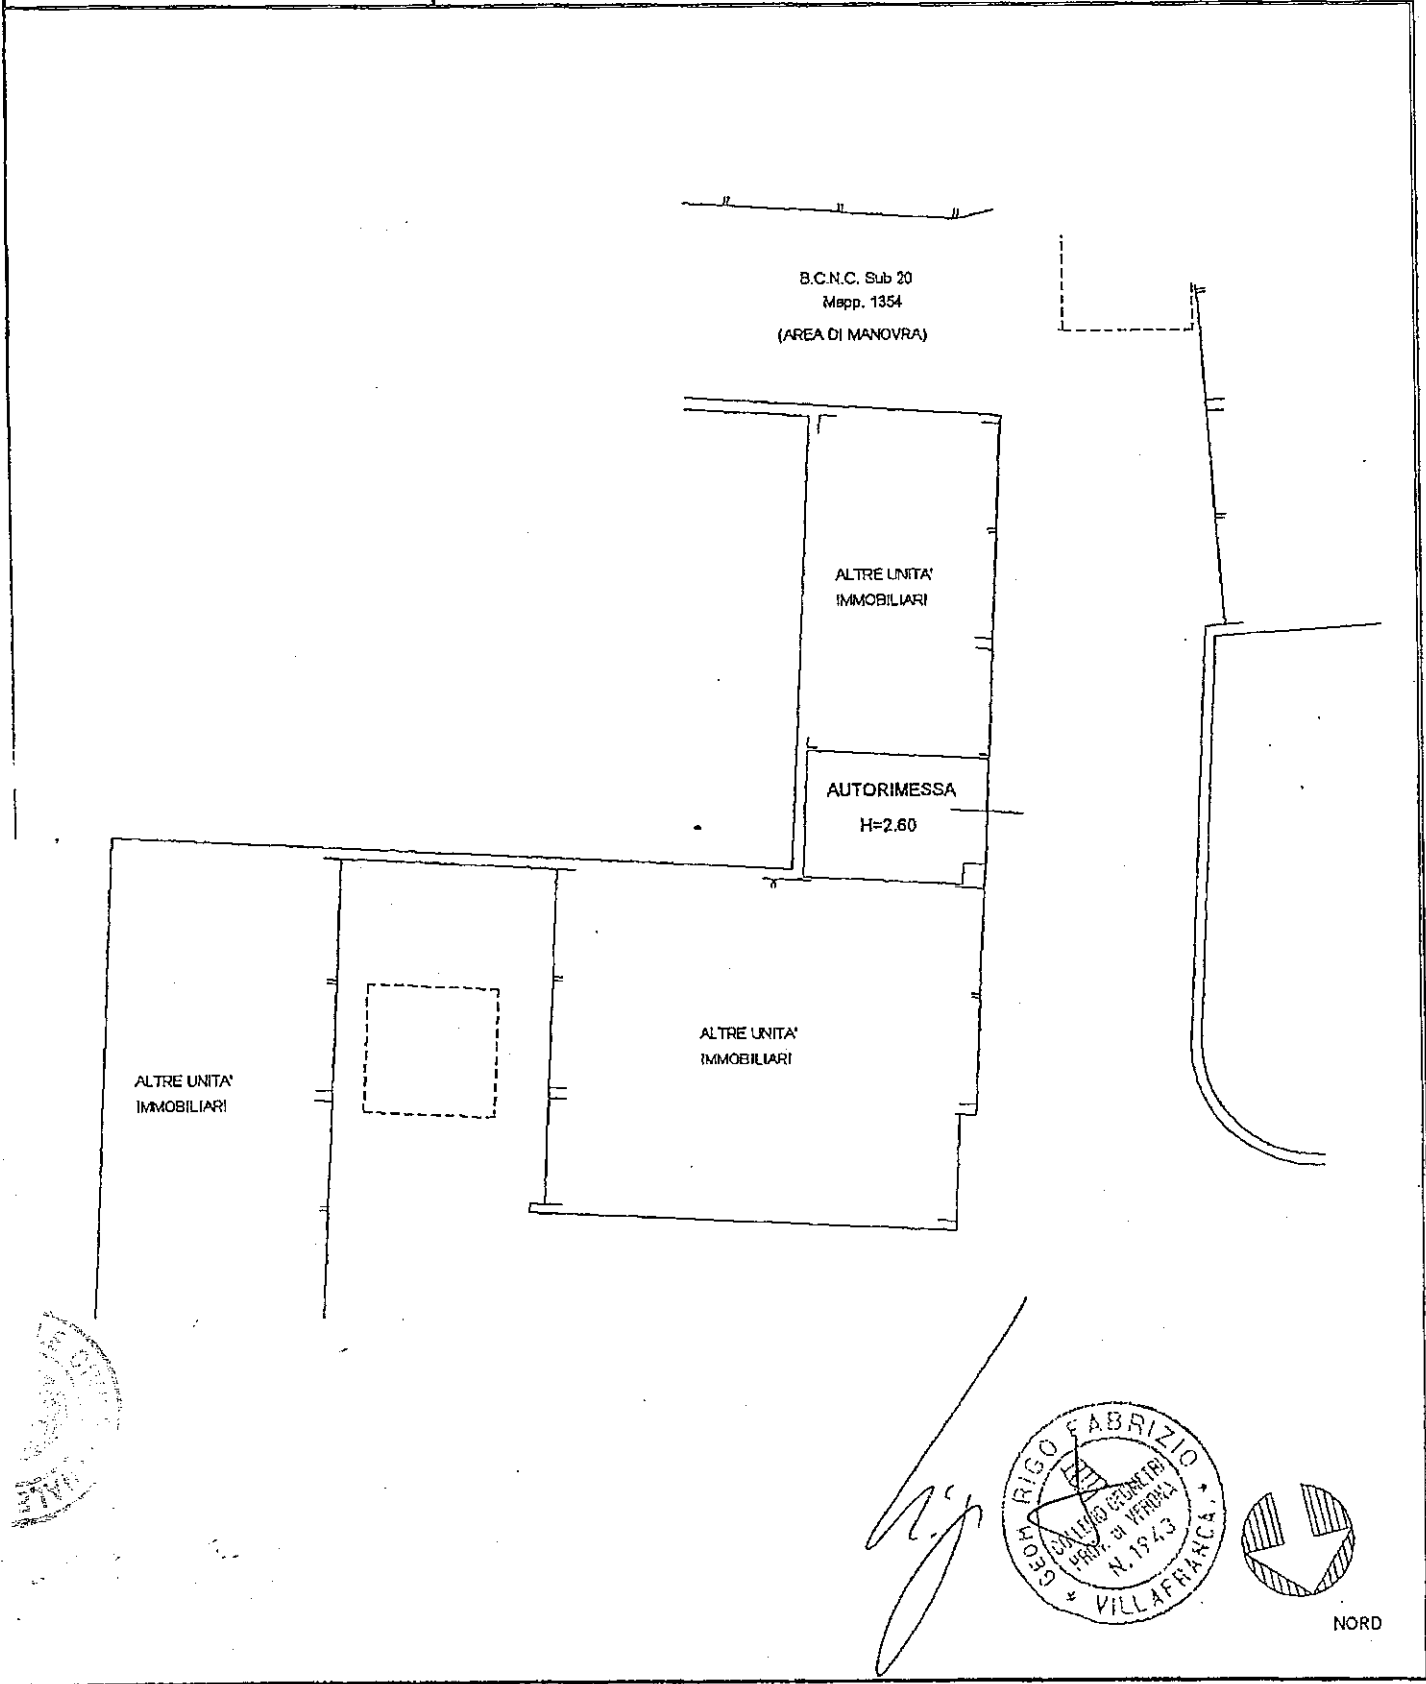 B.C.N.C. Sub 20
Mapp. 1354
(AREA DI MANOVRA)
ALTRE UNITA'
IMMOBILIARI
AUTORIMESSA
H=2.60
ALTRE UNITA'
IMMOBILIARI
ALTRE UNITA'
IMMOBILIARI
GEOM RIGO FABRIZIO
COLLEGIO GEOMETRI
PROV. DI VERONA
N. 1943
* VILLAFRANCA *
NORD